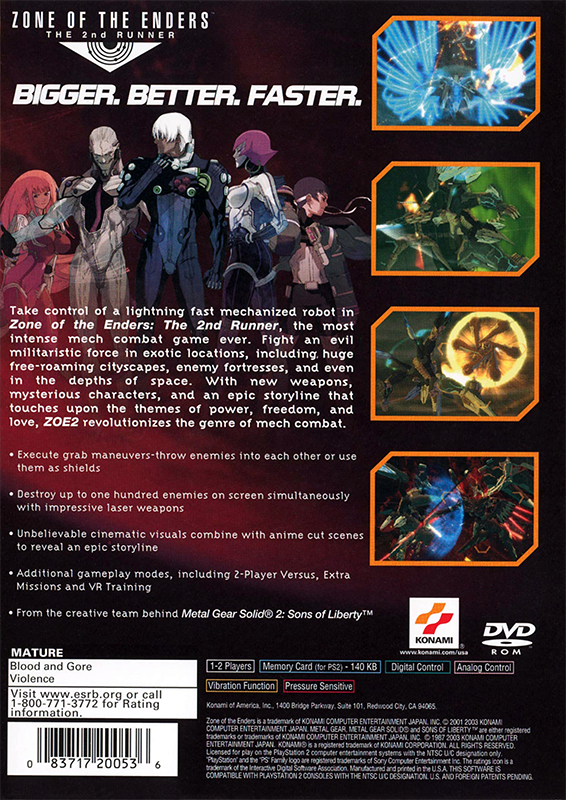 ZONE OF THE ENDERS™
THE 2nd RUNNER
BIGGER. BETTER. FASTER.
Take control of a lightning fast mechanized robot in
Zone of the Enders: The 2nd Runner, the most
intense mech combat game ever. Fight an evil
militaristic force in exotic locations, including huge
free-roaming cityscapes, enemy fortresses, and even
in the depths of space. With new weapons,
mysterious characters, and an epic storyline that
touches upon the themes of power, freedom, and
love, ZOE2 revolutionizes the genre of mech combat.
• Execute grab maneuvers-throw enemies into each other or use
them as shields
• Destroy up to one hundred enemies on screen simultaneously
with impressive laser weapons
• Unbelievable cinematic visuals combine with anime cut scenes
to reveal an epic storyline
• Additional gameplay modes, including 2-Player Versus, Extra
Missions and VR Training
• From the creative team behind Metal Gear Solid® 2: Sons of Liberty™
KONAMI®
www.konami.com/usa
DVD
ROM
MATURE
Blood and Gore
Violence
Visit www.esrb.org or call
1-800-771-3772 for Rating
information.
1-2 Players
Memory Card (for PS2) - 140 KB
Digital Control
Analog Control
Vibration Function
Pressure Sensitive
Konami of America, Inc., 1400 Bridge Parkway, Suite 101, Redwood City, CA 94065.
Zone of the Enders is a trademark of KONAMI COMPUTER ENTERTAINMENT JAPAN, INC. © 2001 2003 KONAMI
COMPUTER ENTERTAINMENT JAPAN. METAL GEAR, METAL GEAR SOLID® and SONS OF LIBERTY ™ are either registered
trademarks or trademarks of KONAMI COMPUTER ENTERTAINMENT JAPAN, INC. © 1987 2003 KONAMI COMPUTER
ENTERTAINMENT JAPAN. KONAMI® is a registered trademark of KONAMI CORPORATION. ALL RIGHTS RESERVED.
Licensed for play on the PlayStation 2 computer entertainment systems with the NTSC U/C designation only.
"PlayStation" and the "PS" Family logo are registered trademarks of Sony Computer Entertainment Inc. The ratings icon is a
trademark of the Interactive Digital Software Association. Manufactured and printed in the U.S.A. THIS SOFTWARE IS
COMPATIBLE WITH PLAYSTATION 2 CONSOLES WITH THE NTSC U/C DESIGNATION. U.S. AND FOREIGN PATENTS PENDING.
0 83717 20053 6